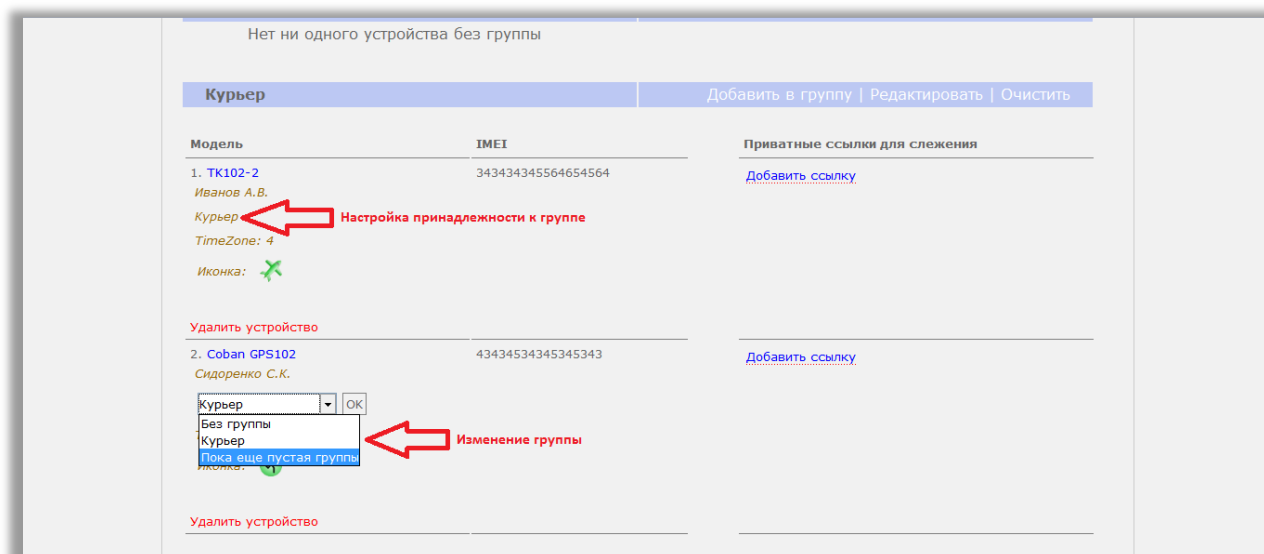 Нет ни одного устройства без группы
Курьер Добавить в группу | Редактировать | Очистить
Модель IMEI Приватные ссылки для слежения
1. TK102-2 343434345564654564 Добавить ссылку
Иванов А.В.
Курьер Настройка принадлежности к группе
TimeZone: 4
Иконка:
Удалить устройство
2. Coban GPS102 43434534345345343 Добавить ссылку
Сидоренко С.К.
Курьер OK
Без группы
Курьер Изменение группы
Пока еще пустая группы
Иконка:
Удалить устройство